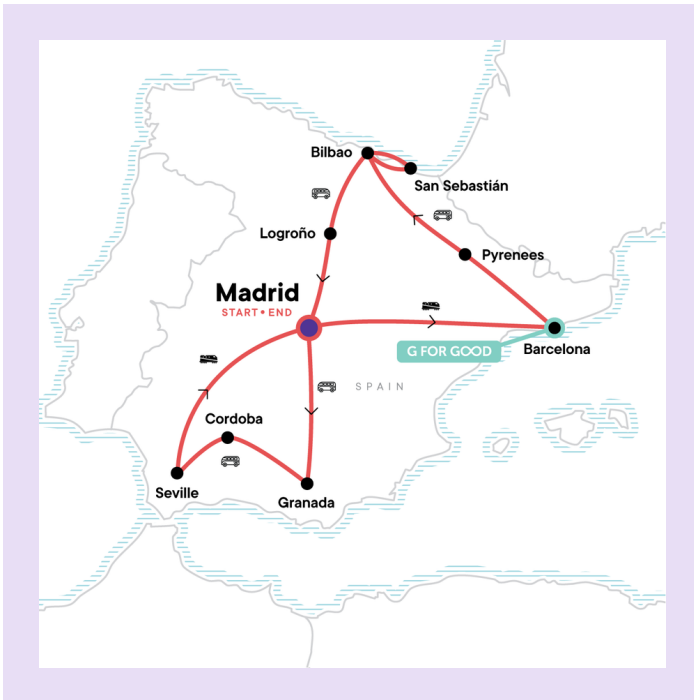 Bilbao
San Sebastián
Logroño
Pyrenees
Madrid
START • END
G FOR GOOD
Barcelona
SPAIN
Cordoba
Seville
Granada